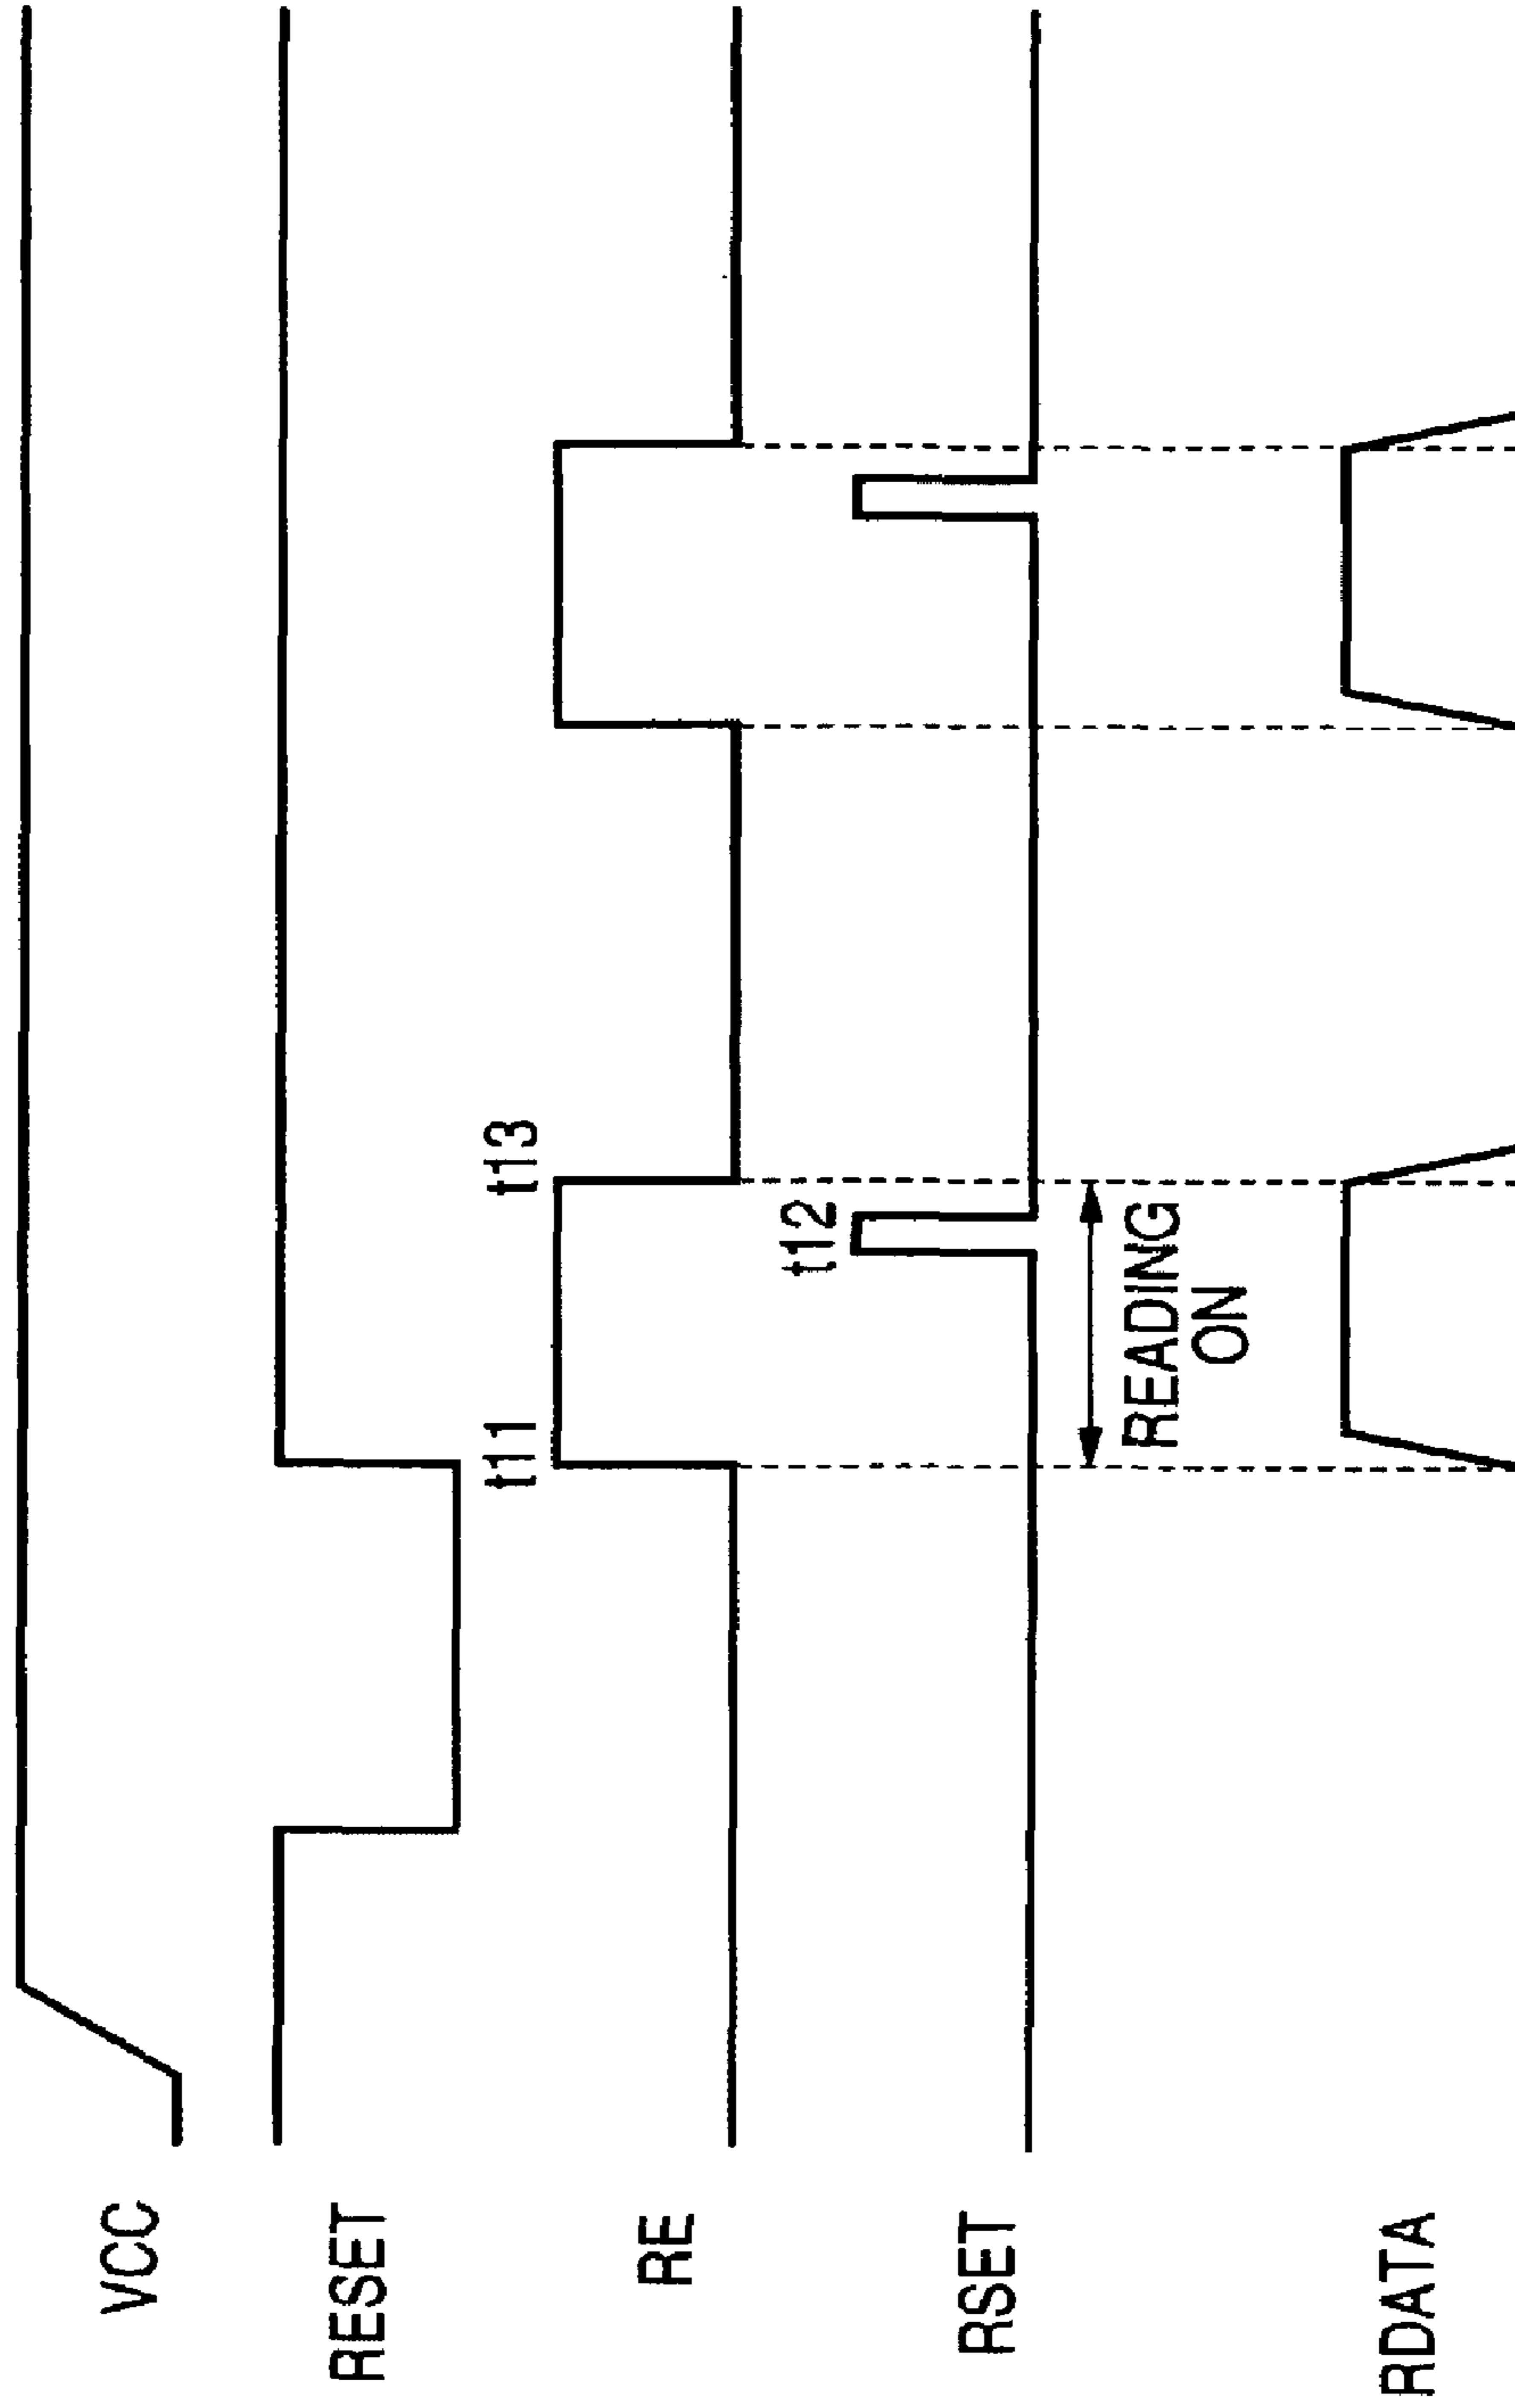 VCC
RESET
t11
t13
RE
t12
RSET
READING
ON
RDATA